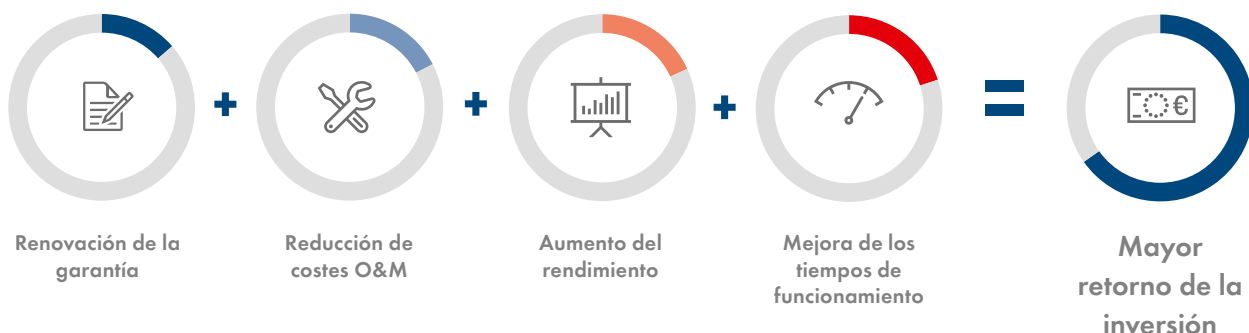 Renovación de la
garantía
Reducción de
costes O&M
Aumento del
rendimiento
Mejora de los
tiempos de
funcionamiento
Mayor
retorno de la
inversión